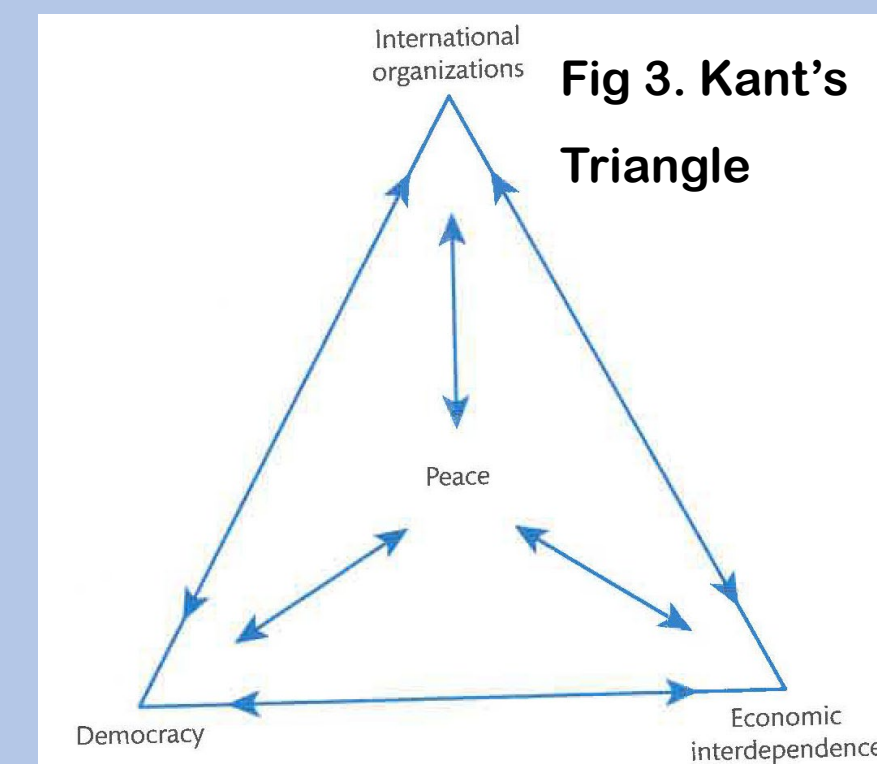 International
organizations
Fig 3. Kant's
Triangle
Peace
Democracy
Economic
interdependence